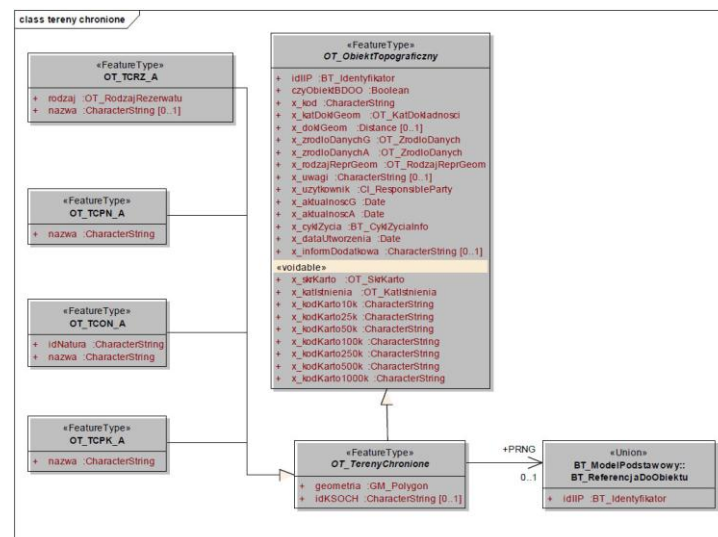 class tereny chronione
«FeatureType»
OT_TCRZ_A
+ rodzaj :OT_RodzajRezerwatu
+ nazwa :CharacterString [0..1]
«FeatureType»
OT_TCPN_A
+ nazwa :CharacterString
«FeatureType»
OT_TCON_A
+ idNatura :CharacterString
+ nazwa :CharacterString
«FeatureType»
OT_TCPK_A
+ nazwa :CharacterString
«FeatureType»
OT_ObiektTopograficzny
+ idIIP :BT_Identyfikator
+ czyObiektBDOO :Boolean
+ x_kod :CharacterString
+ x_katDoklGeom :OT_KatDokladnosci
+ x_doklGeom :Distance [0..1]
+ x_zrodloDanychG :OT_ZrodloDanych
+ x_zrodloDanychA :OT_ZrodloDanych
+ x_rodzajReprGeom :OT_RodzajReprGeom
+ x_uwagi :CharacterString [0..1]
+ x_uzytkownik :CI_ResponsibleParty
+ x_aktualnoscG :Date
+ x_aktualnoscA :Date
+ x_cyklZycia :BT_CyklZyciaInfo
+ x_dataUtworzenia :Date
+ x_informDodatkowa :CharacterString [0..1]
«voidable»
+ x_skrKarto :OT_SkrKarto
+ x_katIstnienia :OT_KatIstnienia
+ x_kodKarto10k :CharacterString
+ x_kodKarto25k :CharacterString
+ x_kodKarto50k :CharacterString
+ x_kodKarto100k :CharacterString
+ x_kodKarto250k :CharacterString
+ x_kodKarto500k :CharacterString
+ x_kodKarto1000k :CharacterString
«FeatureType»
OT_TerenyChronione
+ geometria :GM_Polygon
+ idKSOCH :CharacterString [0..1]
+PRNG
0..1
«Union»
BT_ModelPodstawowy::
BT_ReferencjaDoObiektu
+ idIIP :BT_Identyfikator